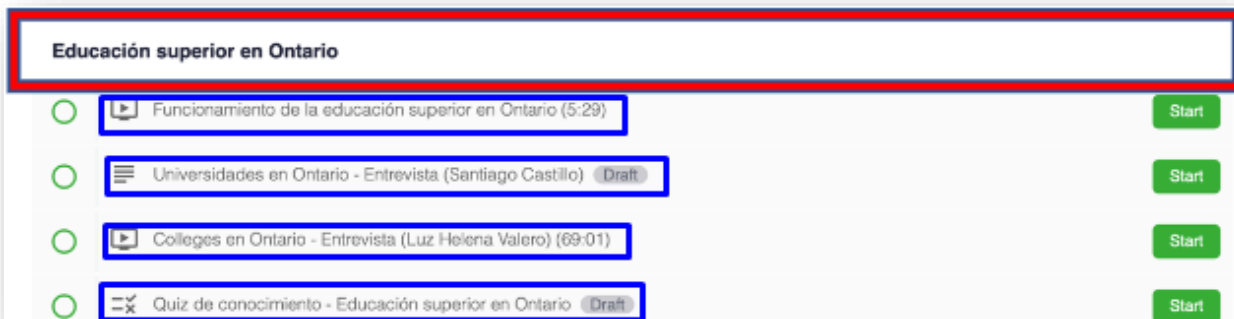 Educación superior en Ontario
Funcionamiento de la educación superior en Ontario (5:29) Start
Universidades en Ontario - Entrevista (Santiago Castillo) Draft Start
Colleges en Ontario - Entrevista (Luz Helena Valero) (69:01) Start
Quiz de conocimiento - Educación superior en Ontario Draft Start